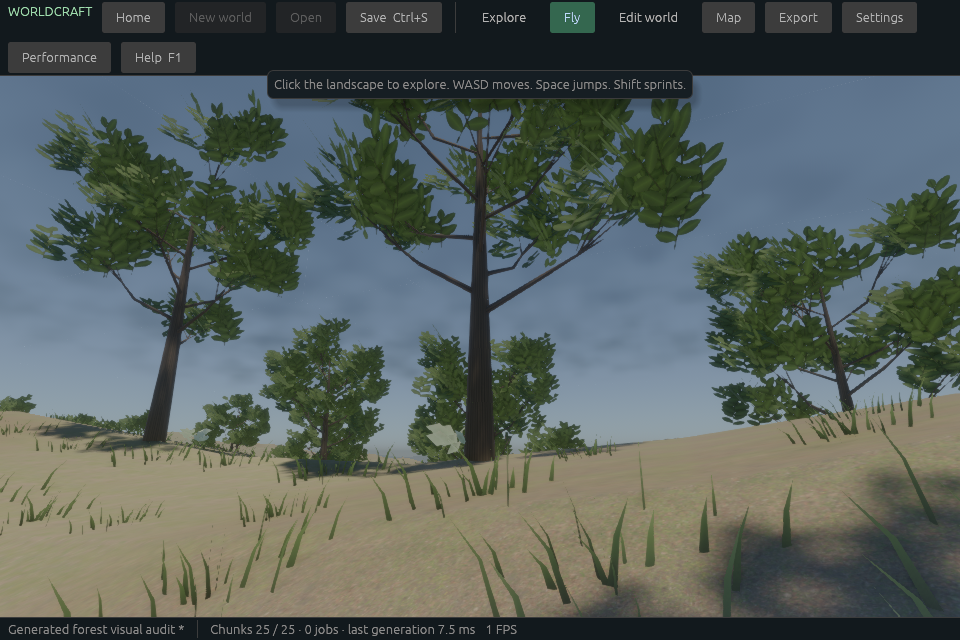 WORLDCRAFT Home New world Open Save Ctrl+S Explore Fly Edit world Map Export Settings
Performance Help F1
Click the landscape to explore. WASD moves. Space jumps. Shift sprints.
Generated forest visual audit * Chunks 25 / 25 · 0 jobs · last generation 7.5 ms 1 FPS